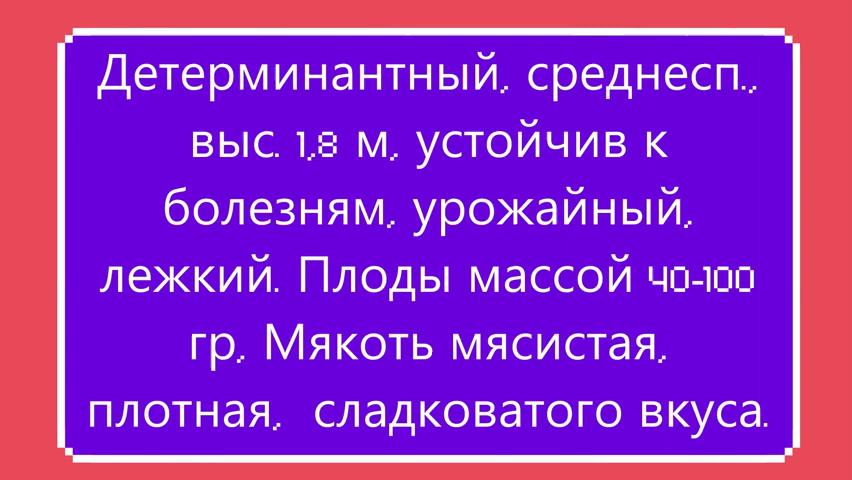 Детерминантный, среднесп.,
выс. 1,8 м, устойчив к
болезням, урожайный,
лежкий. Плоды массой 40-100
гр,. Мякоть мясистая,
плотная, сладковатого вкуса.